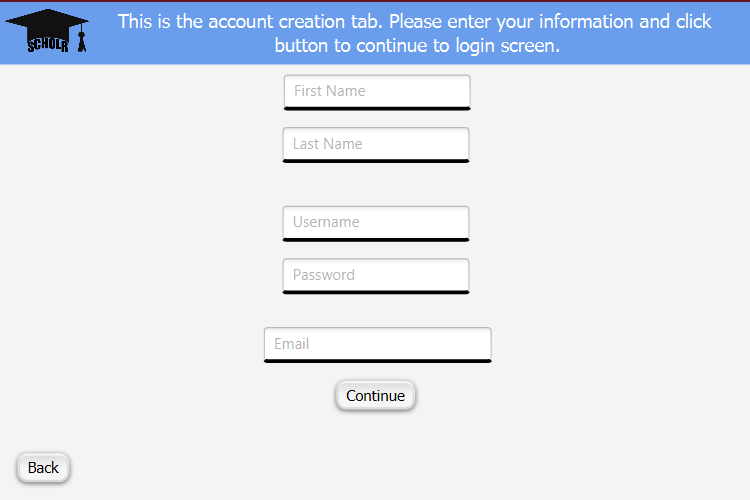 SCHOLR
This is the account creation tab. Please enter your information and click
button to continue to login screen.
First Name
Last Name
Username
Password
Email
Continue
Back